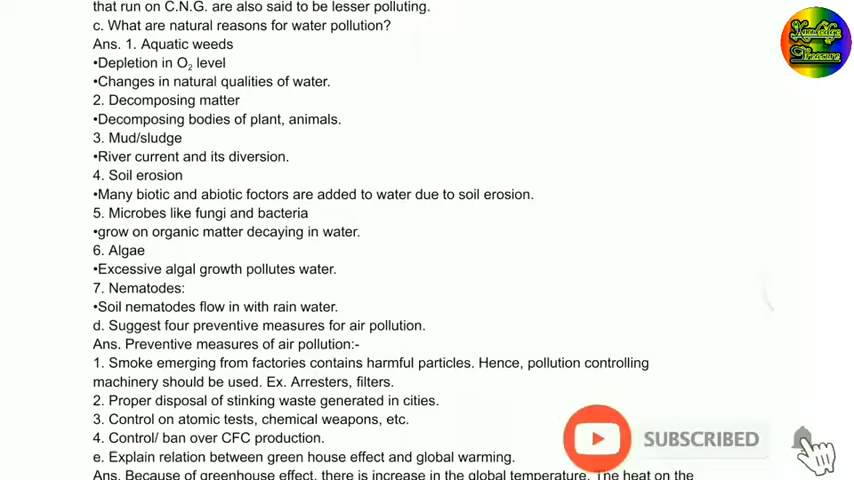 that run on C.N.G. are also said to be lesser polluting.
c. What are natural reasons for water pollution?
Ans. 1. Aquatic weeds
•Depletion in O₂ level
•Changes in natural qualities of water.
2. Decomposing matter
•Decomposing bodies of plant, animals.
3. Mud/sludge
•River current and its diversion.
4. Soil erosion
•Many biotic and abiotic foctors are added to water due to soil erosion.
5. Microbes like fungi and bacteria
•grow on organic matter decaying in water.
6. Algae
•Excessive algal growth pollutes water.
7. Nematodes:
•Soil nematodes flow in with rain water.
d. Suggest four preventive measures for air pollution.
Ans. Preventive measures of air pollution:-
1. Smoke emerging from factories contains harmful particles. Hence, pollution controlling
machinery should be used. Ex. Arresters, filters.
2. Proper disposal of stinking waste generated in cities.
3. Control on atomic tests, chemical weapons, etc.
4. Control/ ban over CFC production.
e. Explain relation between green house effect and global warming.
Ans. Because of greenhouse effect, there is increase in the global temperature. The heat on the
Knowledge
Treasure
SUBSCRIBED